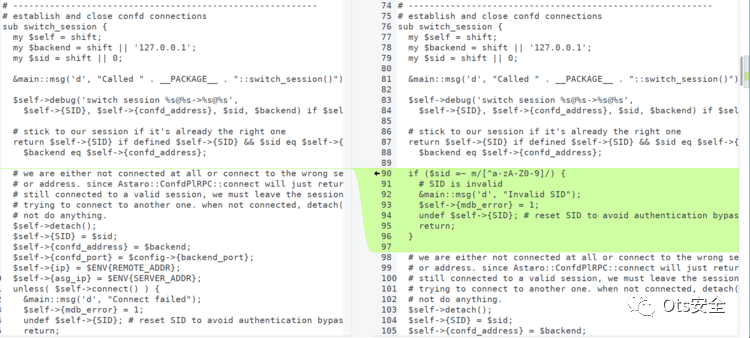 # ----------------------------------------------------
# establish and close confd connections
sub switch_session {
my $self = shift;
my $backend = shift || '127.0.0.1';
my $sid = shift || 0;
&main::msg('d', "Called " . __PACKAGE__ . "::switch_session()")
$self->debug('switch session %s@%s->%s@%s',
$self->{SID}, $self->{confd_address}, $sid, $backend) if $sel
# stick to our session if it's already the right one
return $self->{SID} if defined $self->{SID} && $sid eq $self->{
$backend eq $self->{confd_address};
# we are either not connected at all or connect to the wrong se
# or address. since Astaro::ConfdPlRPC::connect will just retur
# still connected to a valid session, we must leave the session
# trying to connect to another one. when not connected, detach(
# not do anything.
$self->detach();
$self->{SID} = $sid;
$self->{confd_address} = $backend;
$self->{confd_port} = $config->{backend_port};
$self->{ip} = $ENV{REMOTE_ADDR};
$self->{asg_ip} = $ENV{SERVER_ADDR};
unless( $self->connect() ) {
&main::msg('d', "Connect failed");
$self->{mdb_error} = 1;
undef $self->{SID}; # reset SID to avoid authentication bypas
return;
74 # ----------------------------------------------------
75 # establish and close confd connections
76 sub switch_session {
77 my $self = shift;
78 my $backend = shift || '127.0.0.1';
79 my $sid = shift || 0;
80
81 &main::msg('d', "Called " . __PACKAGE__ . "::switch_session()")
82
83 $self->debug('switch session %s@%s->%s@%s',
84 $self->{SID}, $self->{confd_address}, $sid, $backend) if $sel
85
86 # stick to our session if it's already the right one
87 return $self->{SID} if defined $self->{SID} && $sid eq $self->{
88 $backend eq $self->{confd_address};
89
90 if ($sid =~ m/[^a-zA-Z0-9]/) {
91 # SID is invalid
92 &main::msg('d', "Invalid SID");
93 $self->{mdb_error} = 1;
94 undef $self->{SID}; # reset SID to avoid authentication bypas
95 return;
96 }
97
98 # we are either not connected at all or connect to the wrong se
99 # or address. since Astaro::ConfdPlRPC::connect will just retur
100 # still connected to a valid session, we must leave the session
101 # trying to connect to another one. when not connected, detach(
102 # not do anything.
103 $self->detach();
104 $self->{SID} = $sid;
105 $self->{confd_address} = $backend;
Ots安全